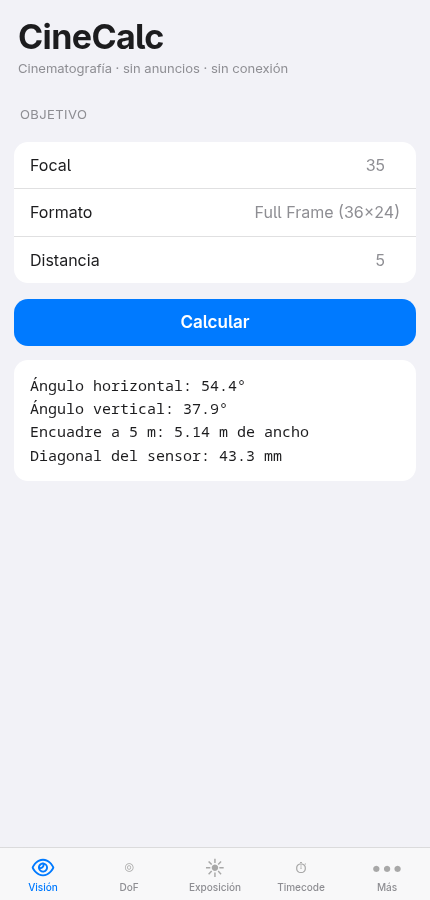 CineCalc
Cinematografía · sin anuncios · sin conexión
OBJETIVO
Focal 35
Formato Full Frame (36×24)
Distancia 5
Calcular
Ángulo horizontal: 54.4°
Ángulo vertical: 37.9°
Encuadre a 5 m: 5.14 m de ancho
Diagonal del sensor: 43.3 mm
Visión DoF Exposición Timecode Más